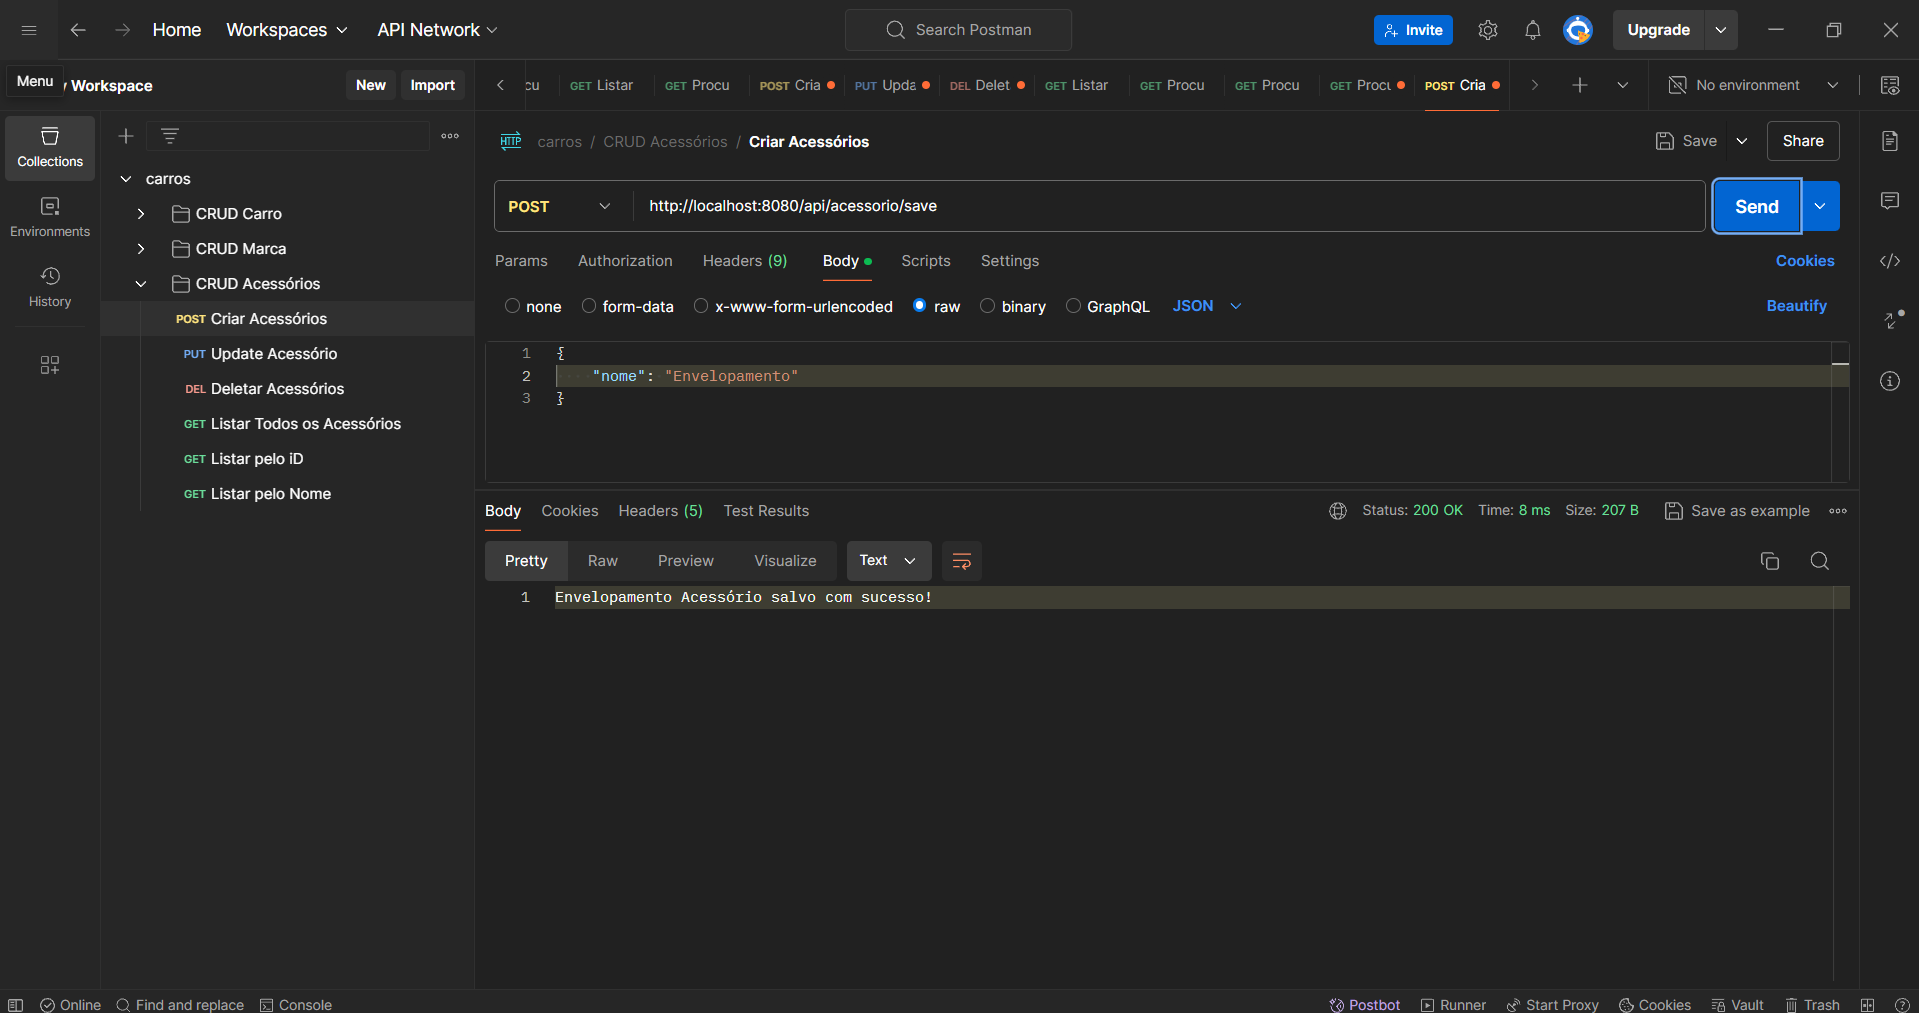 Home Workspaces API Network Search Postman Invite Upgrade
Menu Workspace New Import
cu GET Listar GET Procu POST Cria PUT Upda DEL Delet GET Listar GET Procu GET Procu GET Procu POST Cria No environment
Collections
Environments
History
carros
CRUD Carro
CRUD Marca
CRUD Acessórios
POST Criar Acessórios
PUT Update Acessório
DEL Deletar Acessórios
GET Listar Todos os Acessórios
GET Listar pelo iD
GET Listar pelo Nome
HTTP carros / CRUD Acessórios / Criar Acessórios Save Share
POST http://localhost:8080/api/acessorio/save Send
Params Authorization Headers (9) Body Scripts Settings Cookies
none form-data x-www-form-urlencoded raw binary GraphQL JSON Beautify
1 {
2 "nome": "Envelopamento"
3 }
Body Cookies Headers (5) Test Results Status: 200 OK Time: 8 ms Size: 207 B Save as example
Pretty Raw Preview Visualize Text
1 Envelopamento Acessório salvo com sucesso!
Online Find and replace Console Postbot Runner Start Proxy Cookies Vault Trash